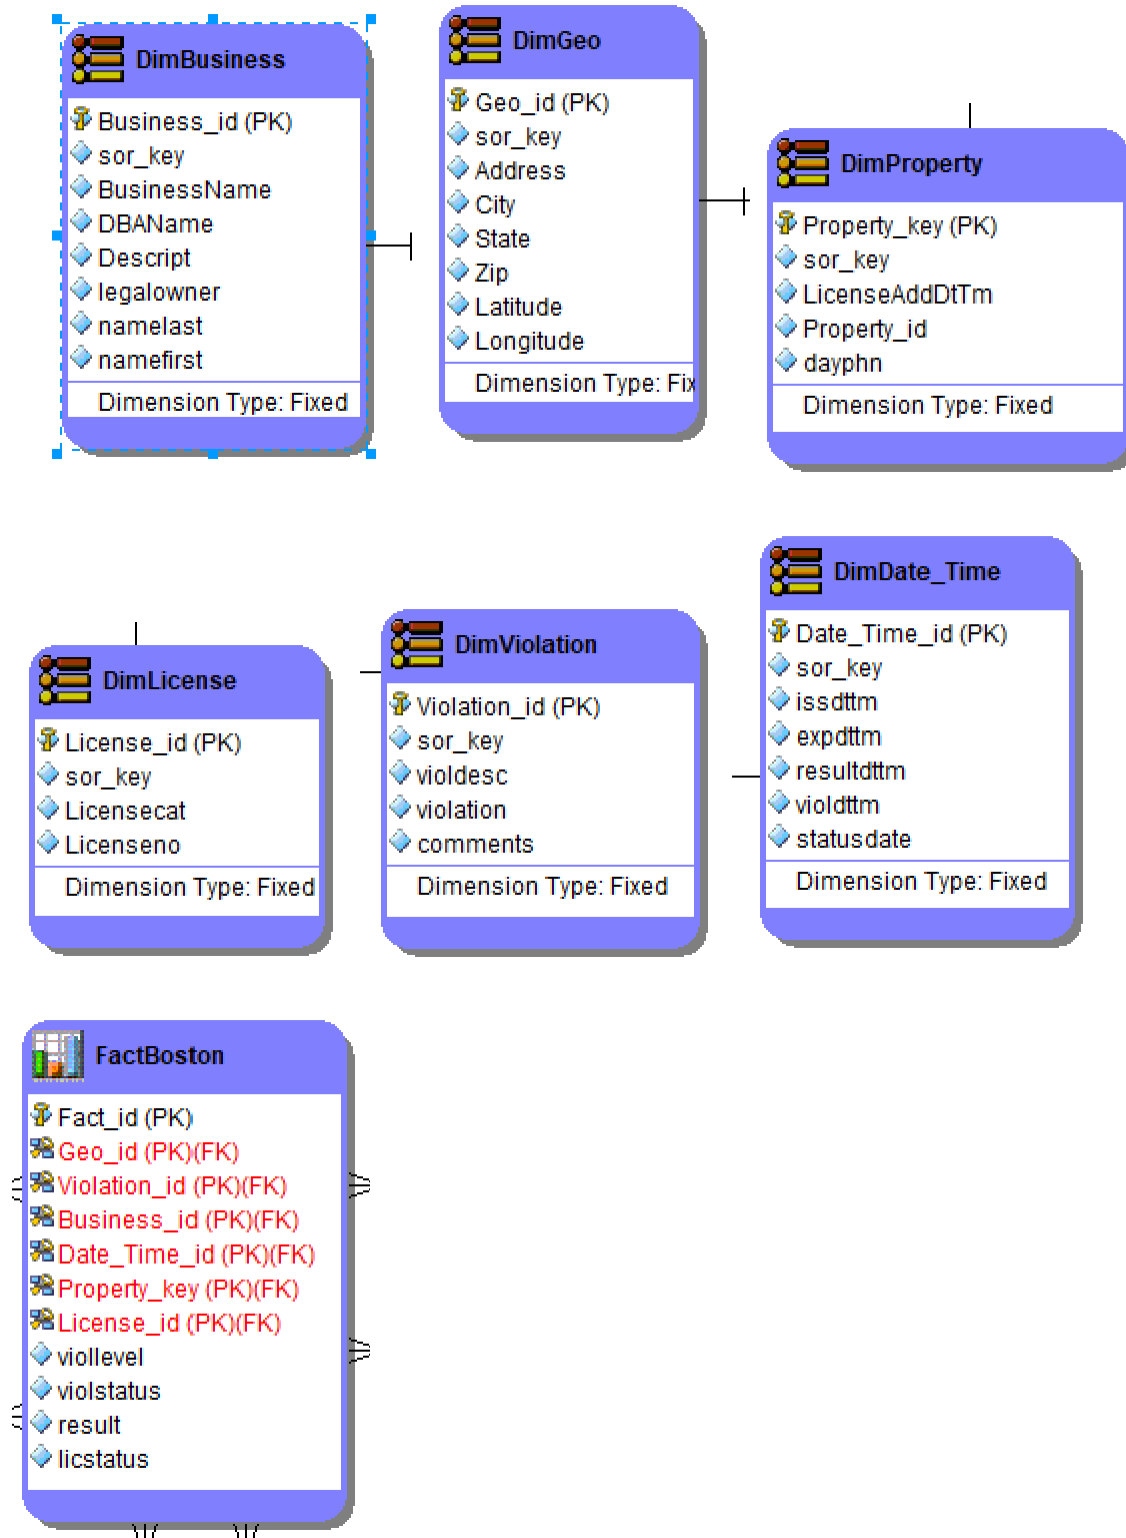 DimBusiness
Business_id (PK)
sor_key
BusinessName
DBAName
Descript
legalowner
namelast
namefirst
Dimension Type: Fixed
DimGeo
Geo_id (PK)
sor_key
Address
City
State
Zip
Latitude
Longitude
Dimension Type: Fix
DimProperty
Property_key (PK)
sor_key
LicenseAddDtTm
Property_id
dayphn
Dimension Type: Fixed
DimLicense
License_id (PK)
sor_key
Licensecat
Licenseno
Dimension Type: Fixed
DimViolation
Violation_id (PK)
sor_key
violdesc
violation
comments
Dimension Type: Fixed
DimDate_Time
Date_Time_id (PK)
sor_key
issdttm
expdttm
resultdttm
violdttm
statusdate
Dimension Type: Fixed
FactBoston
Fact_id (PK)
Geo_id (PK)(FK)
Violation_id (PK)(FK)
Business_id (PK)(FK)
Date_Time_id (PK)(FK)
Property_key (PK)(FK)
License_id (PK)(FK)
viollevel
violstatus
result
licstatus